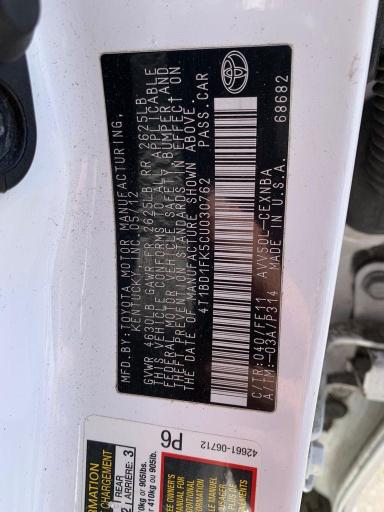 MFD.BY:TOYOTA MOTOR MANUFACTURING,
KENTUCKY, INC. 05/12
GVWR 4630LB GAWR FR 2625LB RR 2625LB
THIS VEHICLE CONFORMS TO ALL APPLICABLE
FEDERAL MOTOR VEHICLE SAFETY, BUMPER, AND
THEFT PREVENTION STANDARDS IN EFFECT ON
THE DATE OF MANUFACTURE SHOWN ABOVE.
4T1BD1FK5CU030762 PASS.CAR
C/TR:040/FE11 AVV50L-CEXNBA
A/TM:-03A/P314 MADE IN U.S.A. 68682
42661-06712
P6